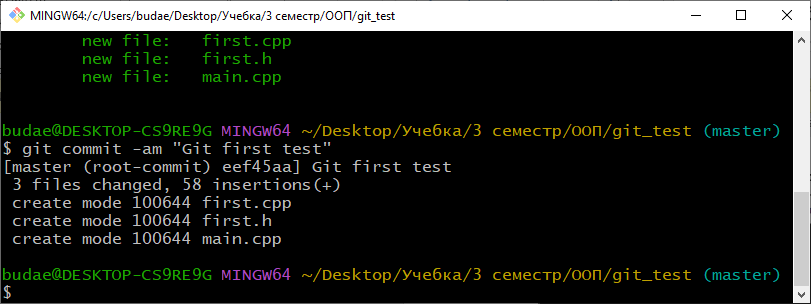 MINGW64:/c/Users/budae/Desktop/Учебка/3 семестр/ООП/git_test
new file:   first.cpp
new file:   first.h
new file:   main.cpp
budae@DESKTOP-CS9RE9G MINGW64 ~/Desktop/Учебка/3 семестр/ООП/git_test (master)
$ git commit -am "Git first test"
[master (root-commit) eef45aa] Git first test
 3 files changed, 58 insertions(+)
 create mode 100644 first.cpp
 create mode 100644 first.h
 create mode 100644 main.cpp
budae@DESKTOP-CS9RE9G MINGW64 ~/Desktop/Учебка/3 семестр/ООП/git_test (master)
$